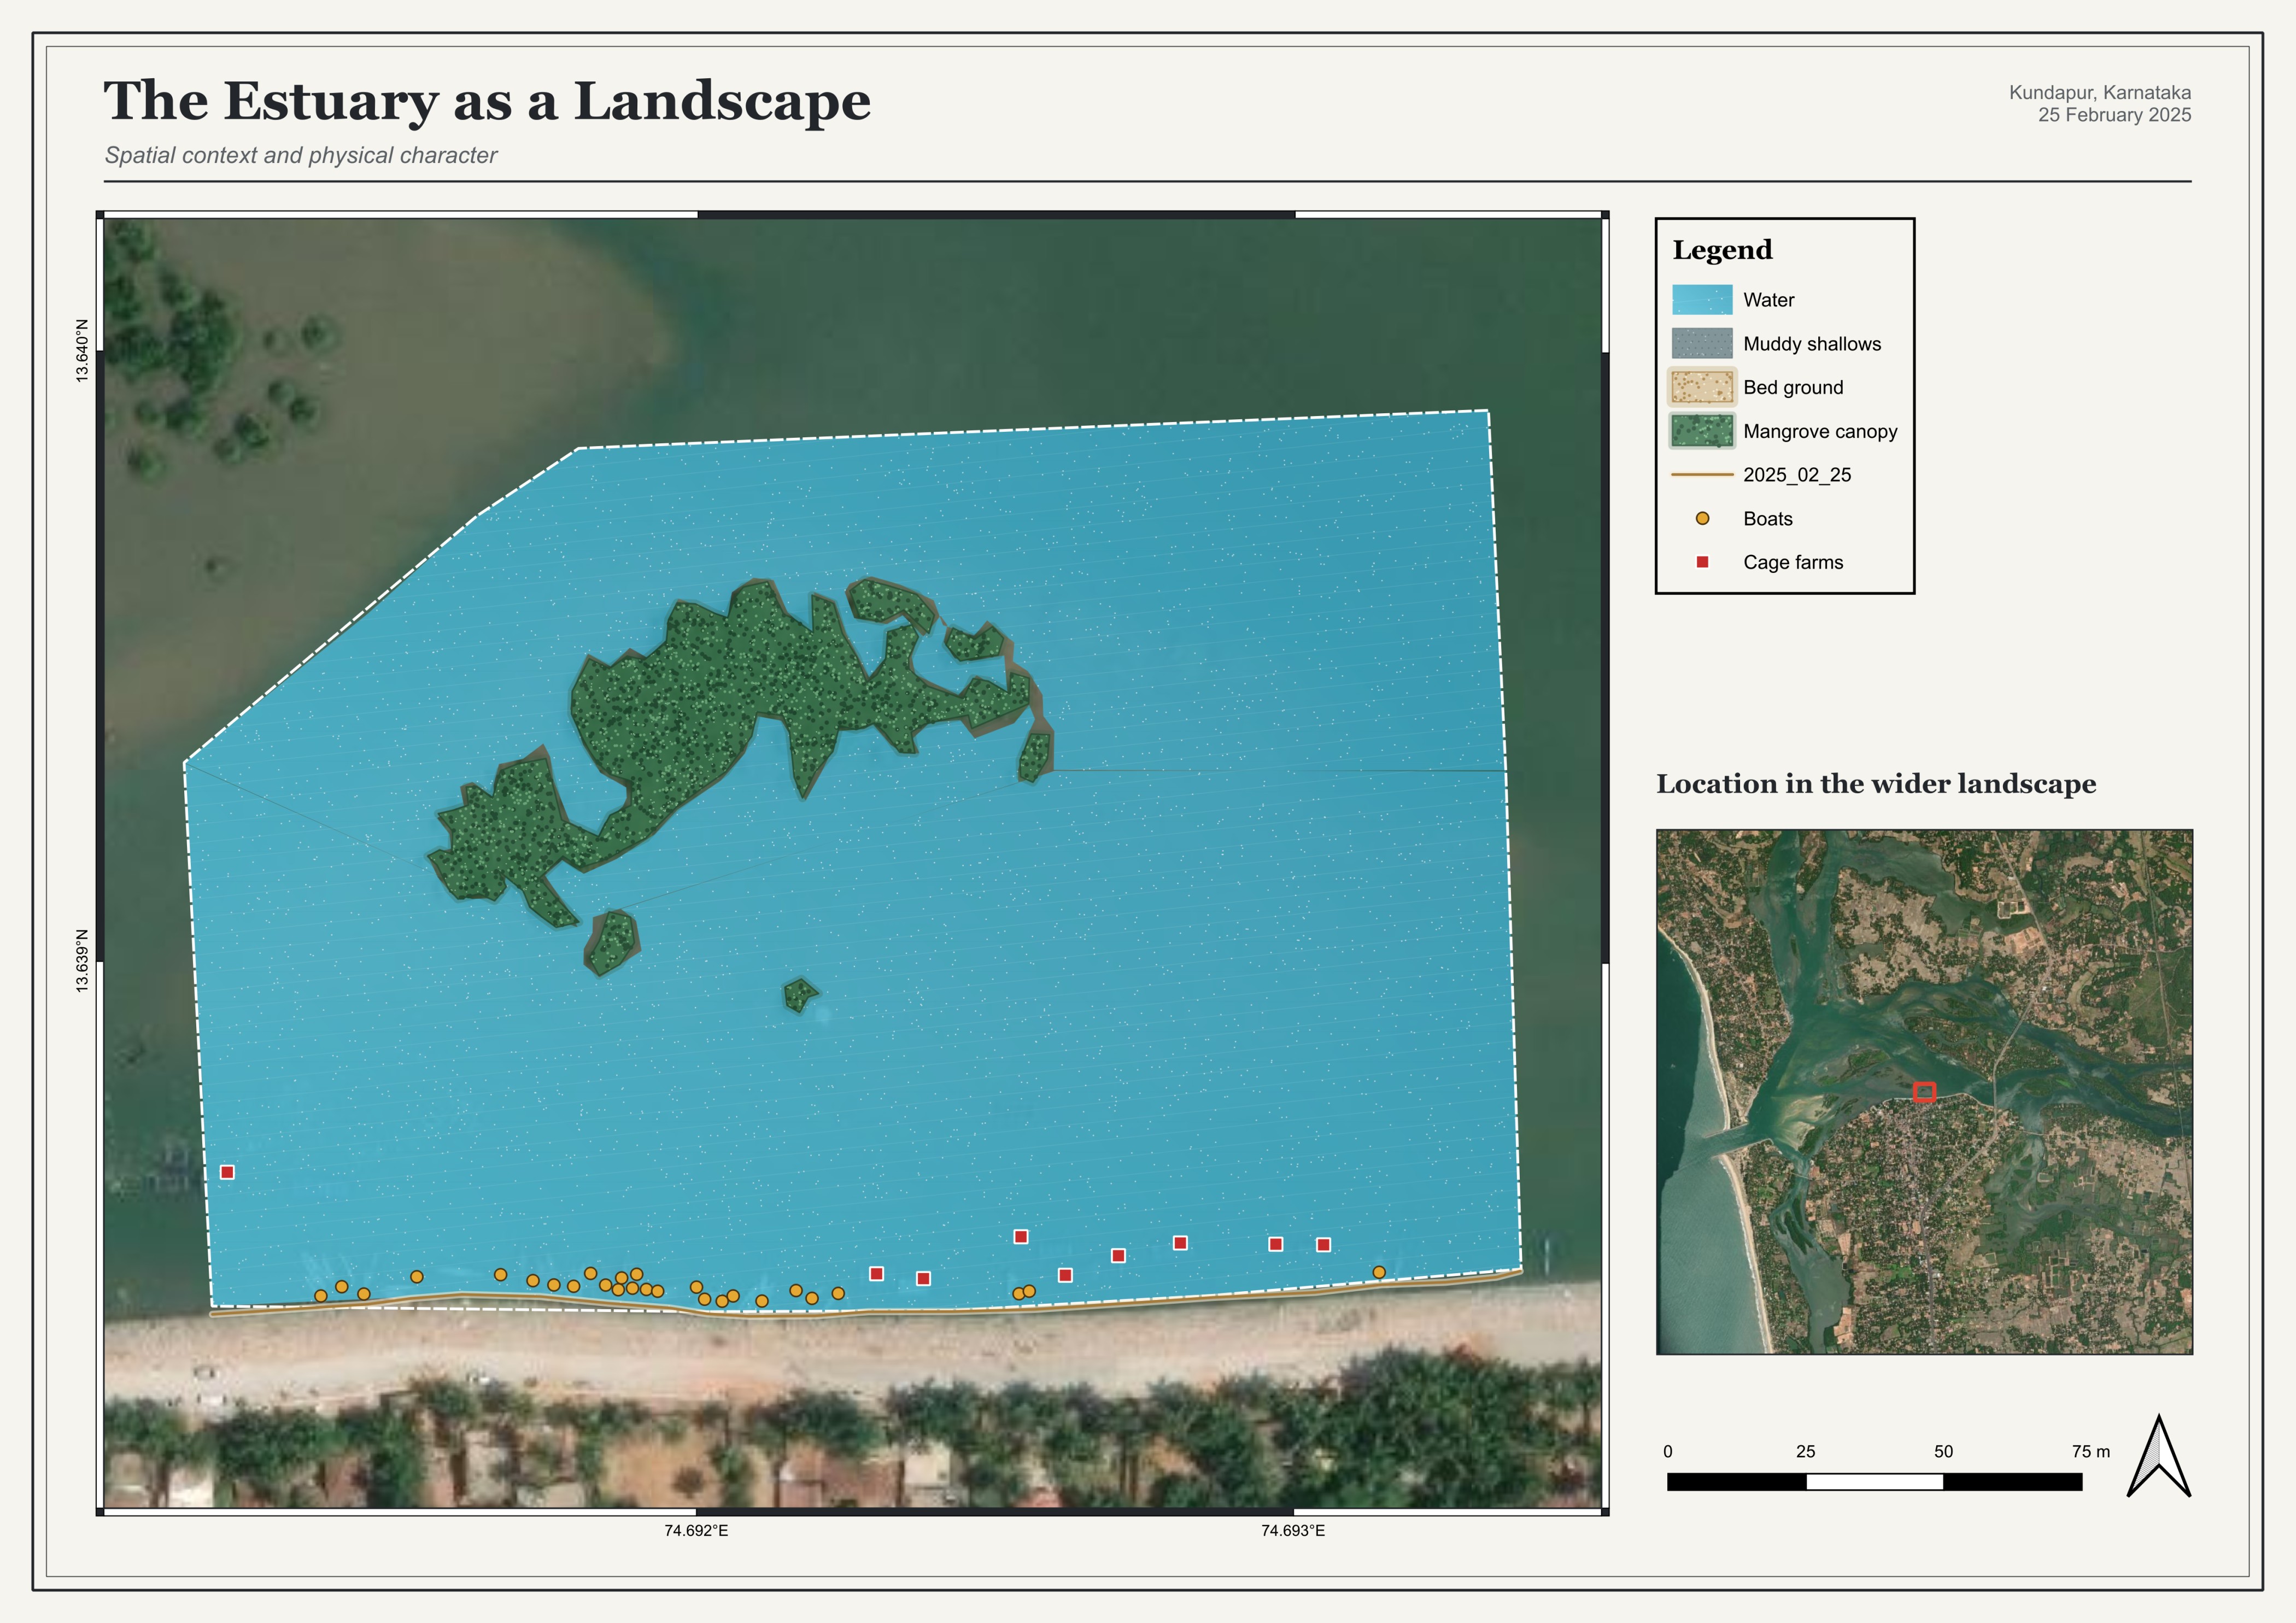 The Estuary as a Landscape
Spatial context and physical character
Kundapur, Karnataka
25 February 2025
13.640°N
13.639°N
74.692°E
74.693°E
Legend
Water
Muddy shallows
Bed ground
Mangrove canopy
2025_02_25
Boats
Cage farms
Location in the wider landscape
0 25 50 75 m